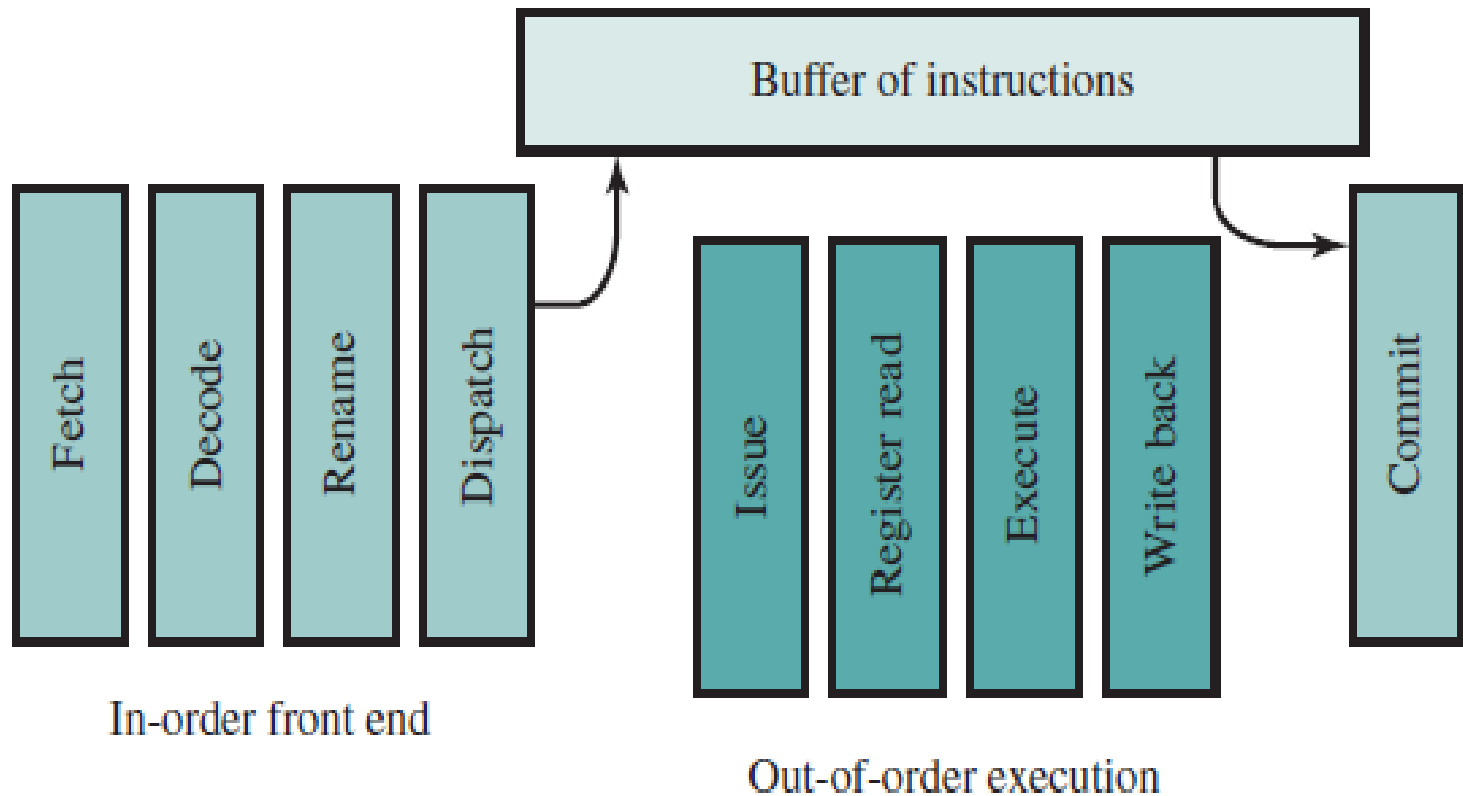 Buffer of instructions
Fetch
Decode
Rename
Dispatch
Issue
Register read
Execute
Write back
Commit
In-order front end
Out-of-order execution